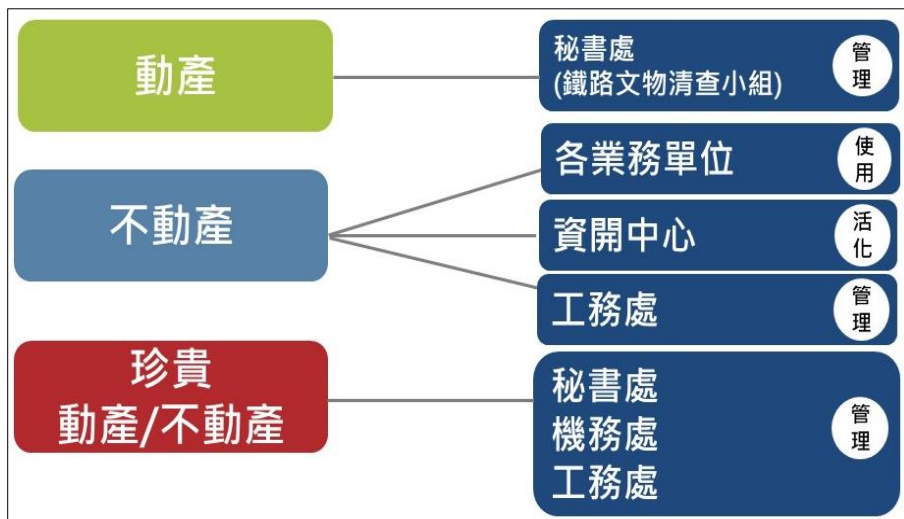 動產
秘書處
(鐵路文物清查小組)
管理
不動產
各業務單位
使用
資開中心
活化
工務處
管理
珍貴
動產/不動產
秘書處
機務處
工務處
管理